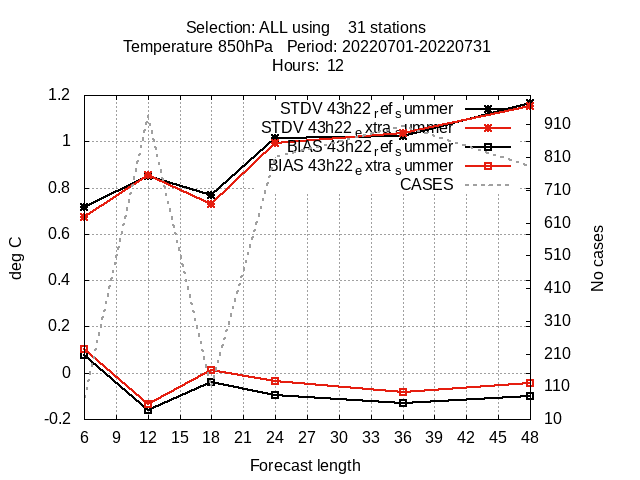 Selection: ALL using    31 stations
Temperature 850hPa   Period: 20220701-20220731
Hours:  12
STDV 43h22_ref_summer
STDV 43h22_extra_summer
BIAS 43h22_ref_summer
BIAS 43h22_extra_summer
CASES
1.2
1
0.8
0.6
0.4
0.2
0
-0.2
deg C
910
810
710
610
510
410
310
210
110
10
No cases
6 9 12 15 18 21 24 27 30 33 36 39 42 45 48
Forecast length